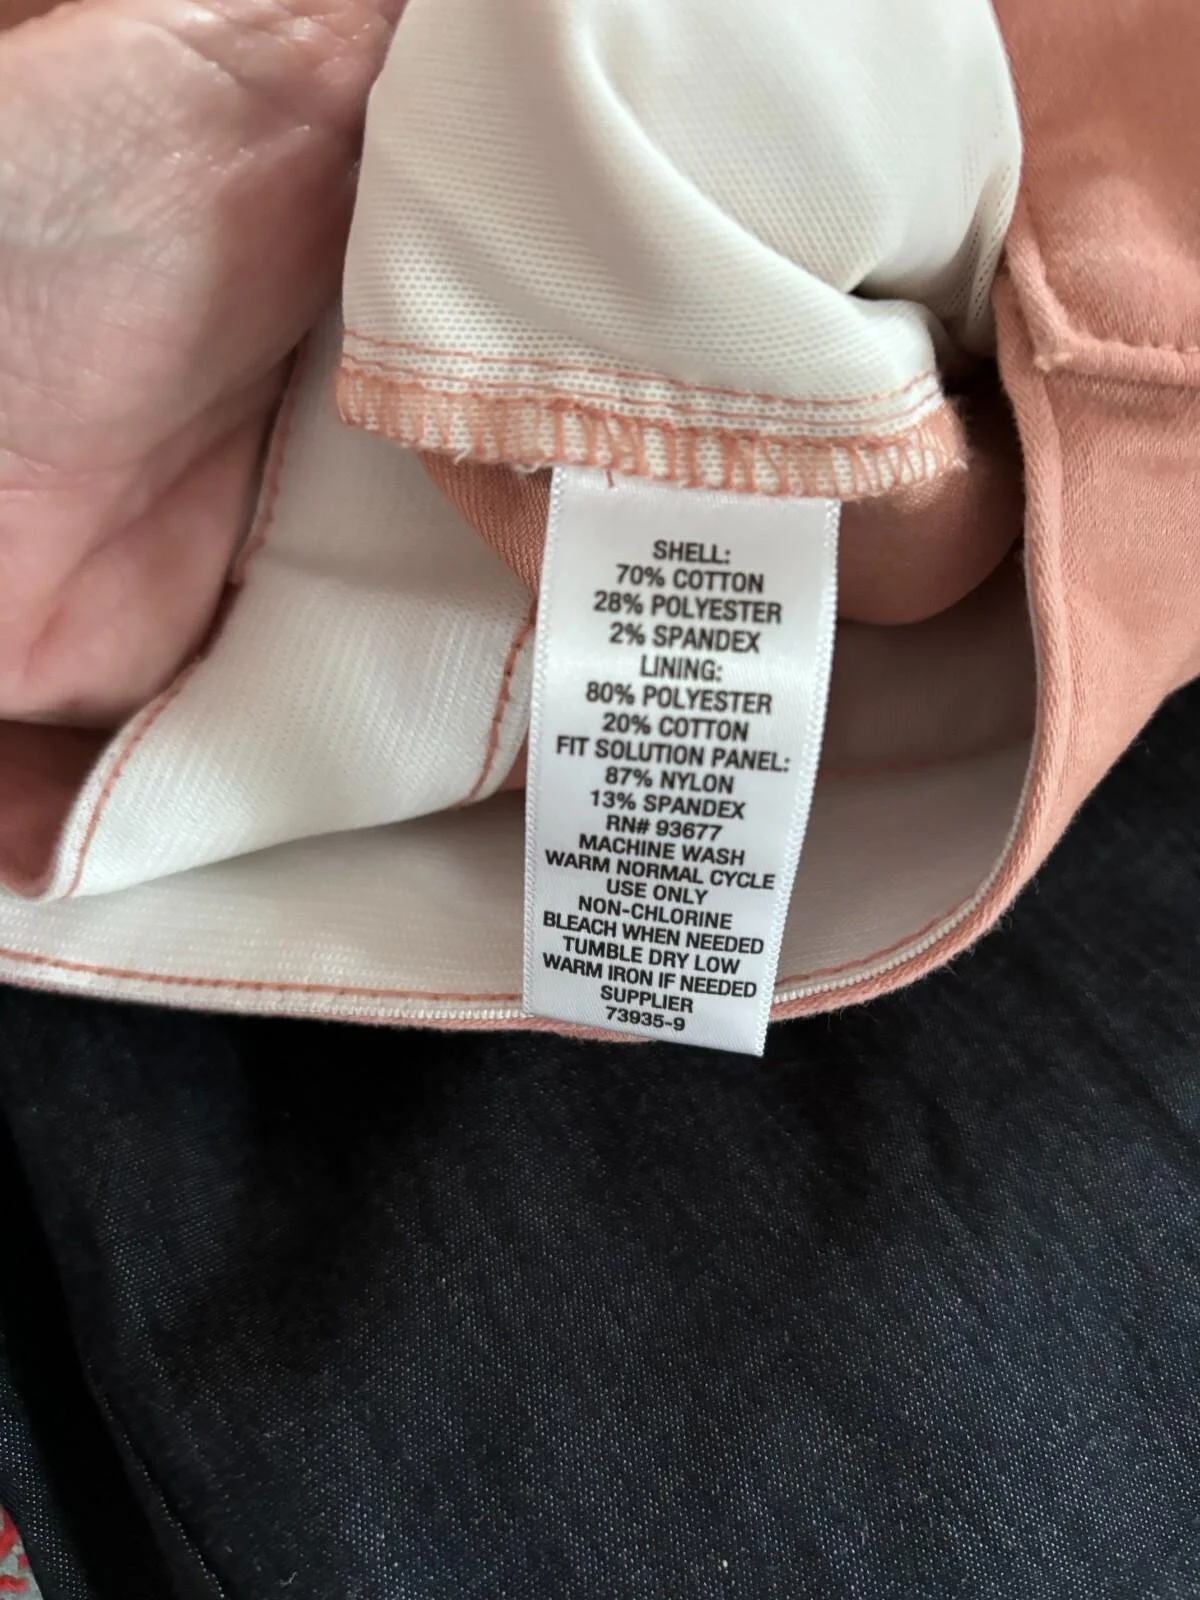 SHELL:
70% COTTON
28% POLYESTER
2% SPANDEX
LINING:
80% POLYESTER
20% COTTON
FIT SOLUTION PANEL:
87% NYLON
13% SPANDEX
RN# 93677
MACHINE WASH
WARM NORMAL CYCLE
USE ONLY
NON-CHLORINE
BLEACH WHEN NEEDED
TUMBLE DRY LOW
WARM IRON IF NEEDED
SUPPLIER
73935-9